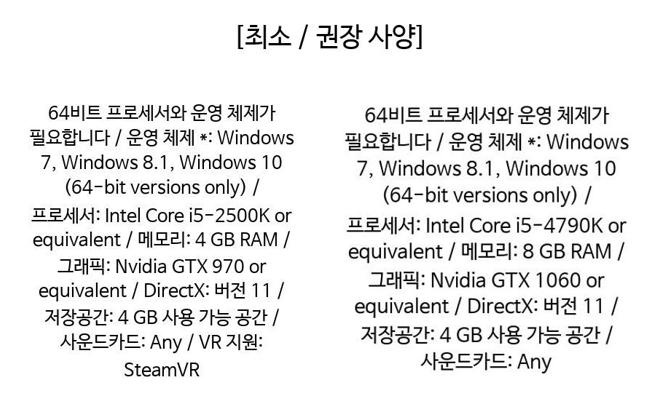 [최소 / 권장 사양]
64비트 프로세서와 운영 체제가
필요합니다 / 운영 체제 *: Windows
7, Windows 8.1, Windows 10
(64-bit versions only) /
프로세서: Intel Core i5-2500K or
equivalent / 메모리: 4 GB RAM /
그래픽: Nvidia GTX 970 or
equivalent / DirectX: 버전 11 /
저장공간: 4 GB 사용 가능 공간 /
사운드카드: Any / VR 지원:
SteamVR
64비트 프로세서와 운영 체제가
필요합니다 / 운영 체제 *: Windows
7, Windows 8.1, Windows 10
(64-bit versions only) /
프로세서: Intel Core i5-4790K or
equivalent / 메모리: 8 GB RAM /
그래픽: Nvidia GTX 1060 or
equivalent / DirectX: 버전 11 /
저장공간: 4 GB 사용 가능 공간 /
사운드카드: Any